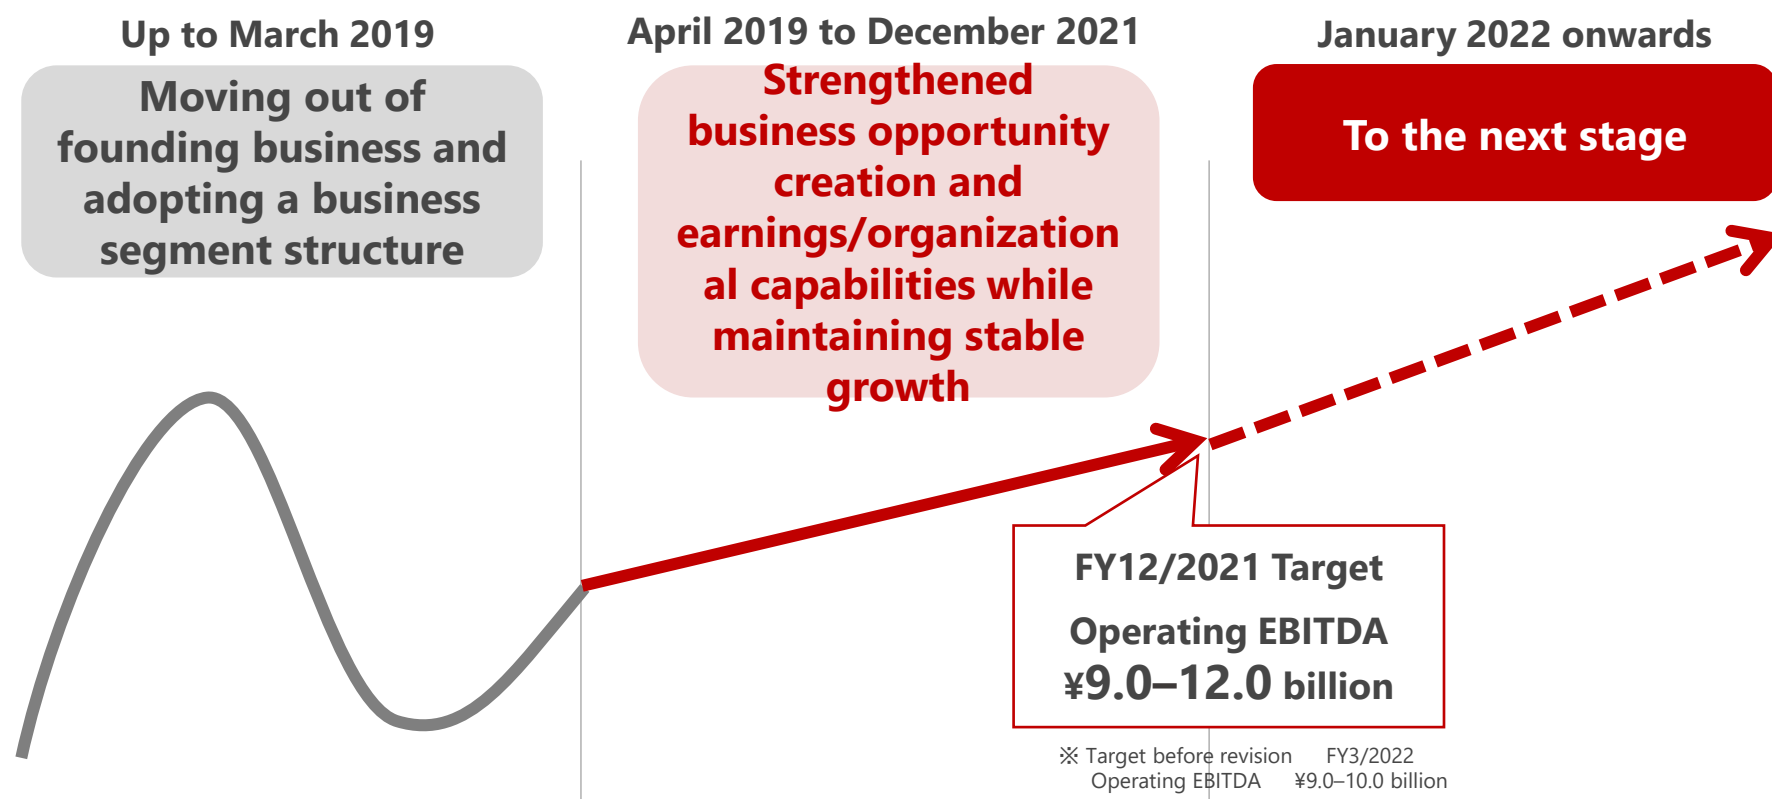 Up to March 2019
Moving out of
founding business and
adopting a business
segment structure
April 2019 to December 2021
Strengthened
business opportunity
creation and
earnings/organization
al capabilities while
maintaining stable
growth
January 2022 onwards
To the next stage
FY12/2021 Target
Operating EBITDA
¥9.0–12.0 billion
※ Target before revision FY3/2022
Operating EBITDA ¥9.0–10.0 billion